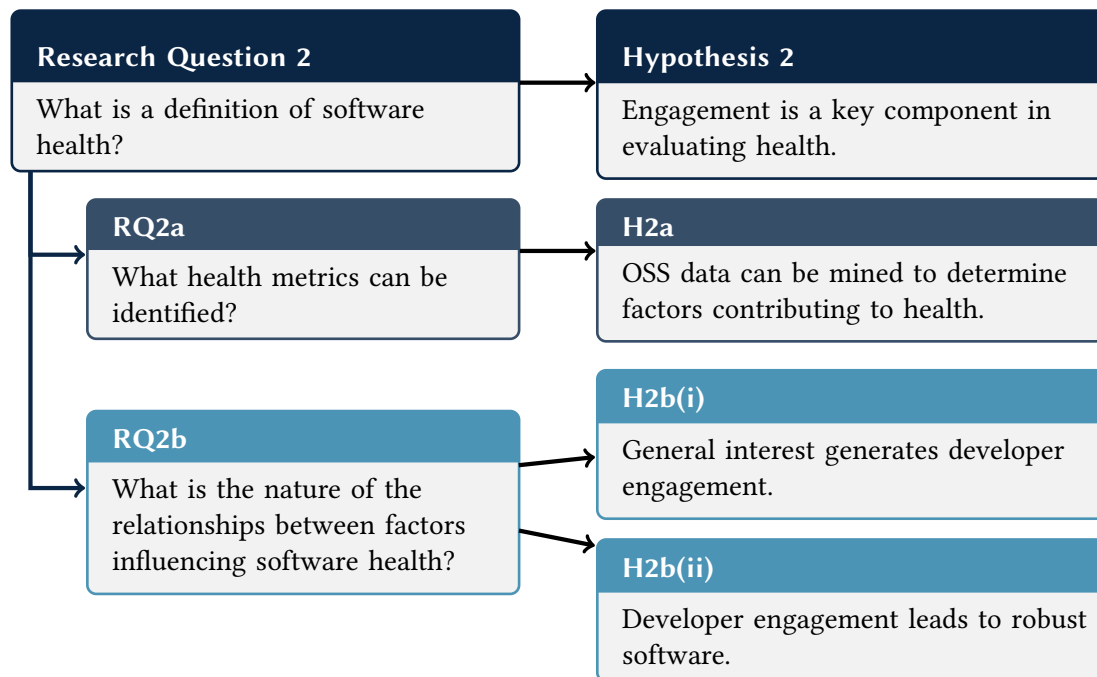 Research Question 2
What is a definition of software
health?
Hypothesis 2
Engagement is a key component in
evaluating health.
RQ2a
What health metrics can be
identified?
H2a
OSS data can be mined to determine
factors contributing to health.
RQ2b
What is the nature of the
relationships between factors
influencing software health?
H2b(i)
General interest generates developer
engagement.
H2b(ii)
Developer engagement leads to robust
software.